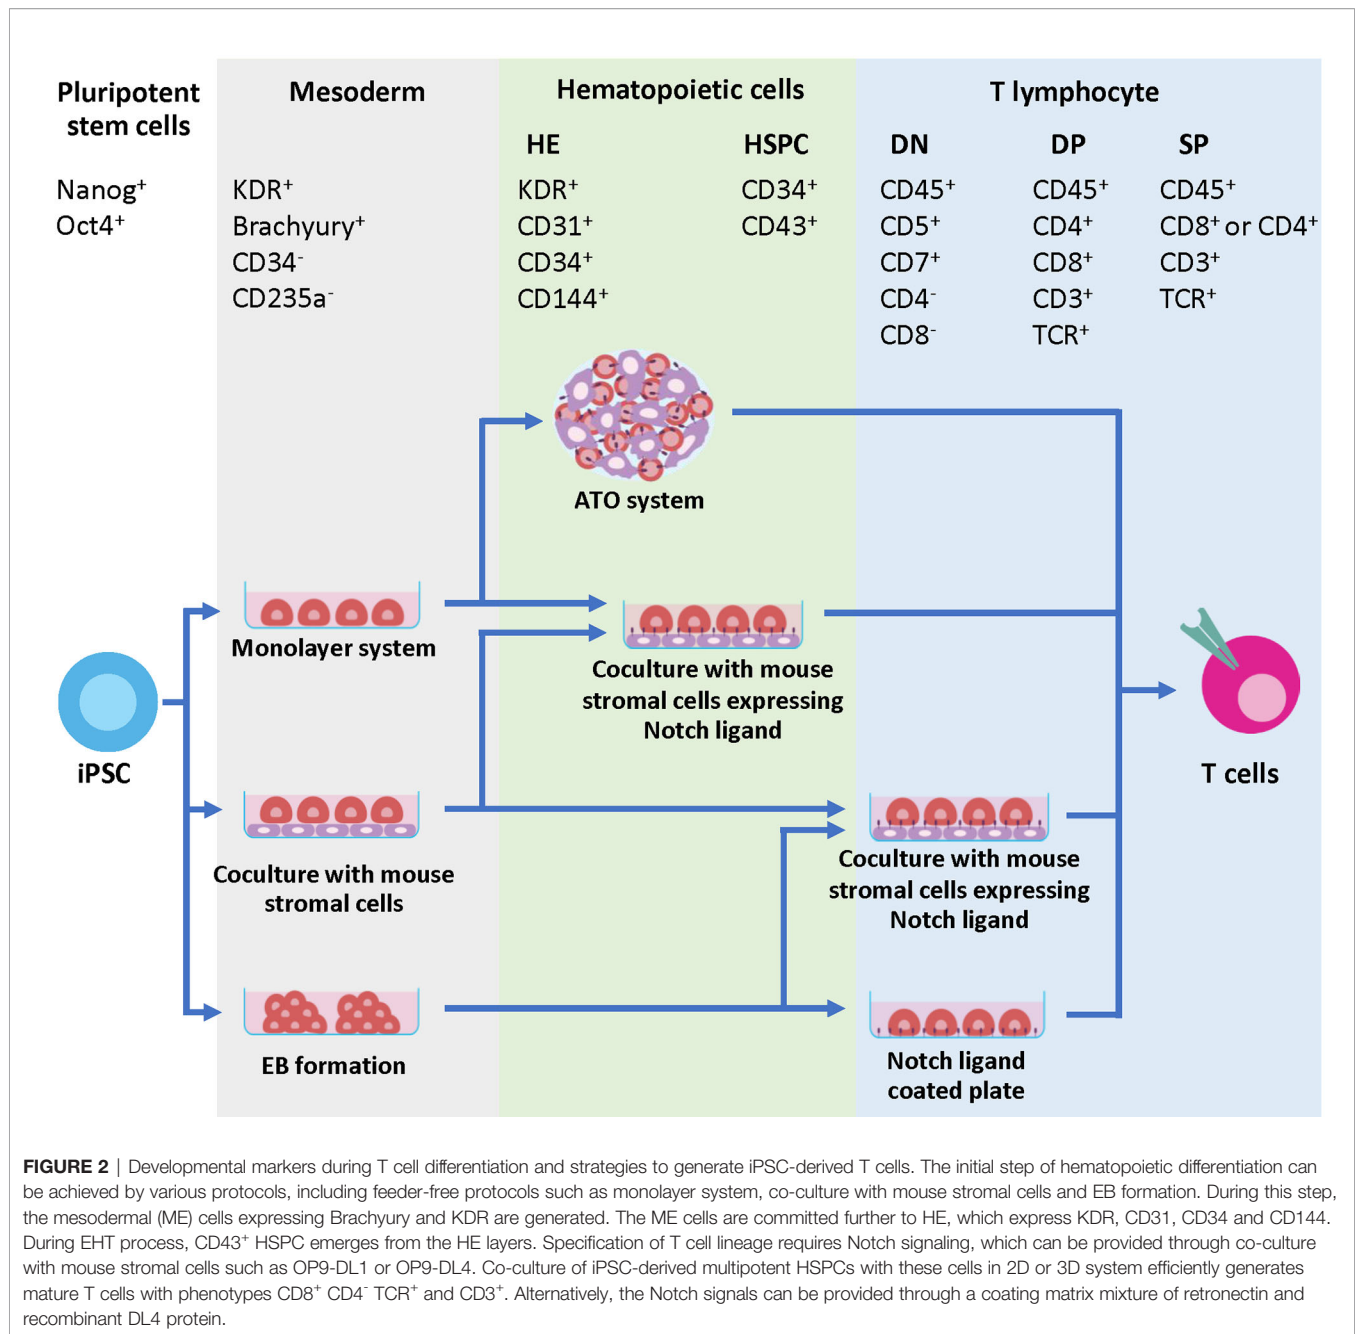 Pluripotent
stem cells
Mesoderm
Hematopoietic cells
T lymphocyte
HE
HSPC
DN
DP
SP
Nanog⁺
Oct4⁺
KDR⁺
Brachyury⁺
CD34⁻
CD235a⁻
KDR⁺
CD31⁺
CD34⁺
CD144⁺
CD34⁺
CD43⁺
CD45⁺
CD5⁺
CD7⁺
CD4⁻
CD8⁻
CD45⁺
CD4⁺
CD8⁺
CD3⁺
TCR⁺
CD45⁺
CD8⁺ or CD4⁺
CD3⁺
TCR⁺
ATO system
Monolayer system
Coculture with mouse
stromal cells expressing
Notch ligand
iPSC
T cells
Coculture with mouse
stromal cells
Coculture with mouse
stromal cells expressing
Notch ligand
EB formation
Notch ligand
coated plate
FIGURE 2 | Developmental markers during T cell differentiation and strategies to generate iPSC-derived T cells. The initial step of hematopoietic differentiation can
be achieved by various protocols, including feeder-free protocols such as monolayer system, co-culture with mouse stromal cells and EB formation. During this step,
the mesodermal (ME) cells expressing Brachyury and KDR are generated. The ME cells are committed further to HE, which express KDR, CD31, CD34 and CD144.
During EHT process, CD43⁺ HSPC emerges from the HE layers. Specification of T cell lineage requires Notch signaling, which can be provided through co-culture
with mouse stromal cells such as OP9-DL1 or OP9-DL4. Co-culture of iPSC-derived multipotent HSPCs with these cells in 2D or 3D system efficiently generates
mature T cells with phenotypes CD8⁺ CD4⁻ TCR⁺ and CD3⁺. Alternatively, the Notch signals can be provided through a coating matrix mixture of retronectin and
recombinant DL4 protein.